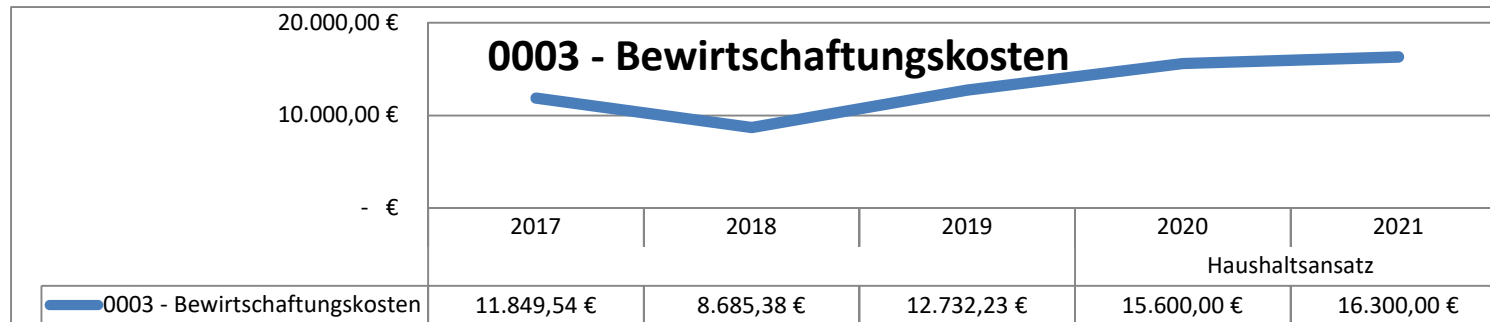 20.000,00 €
0003 - Bewirtschaftungskosten
10.000,00 €
- €
2017 2018 2019 2020 2021
Haushaltsansatz
0003 - Bewirtschaftungskosten 11.849,54 € 8.685,38 € 12.732,23 € 15.600,00 € 16.300,00 €